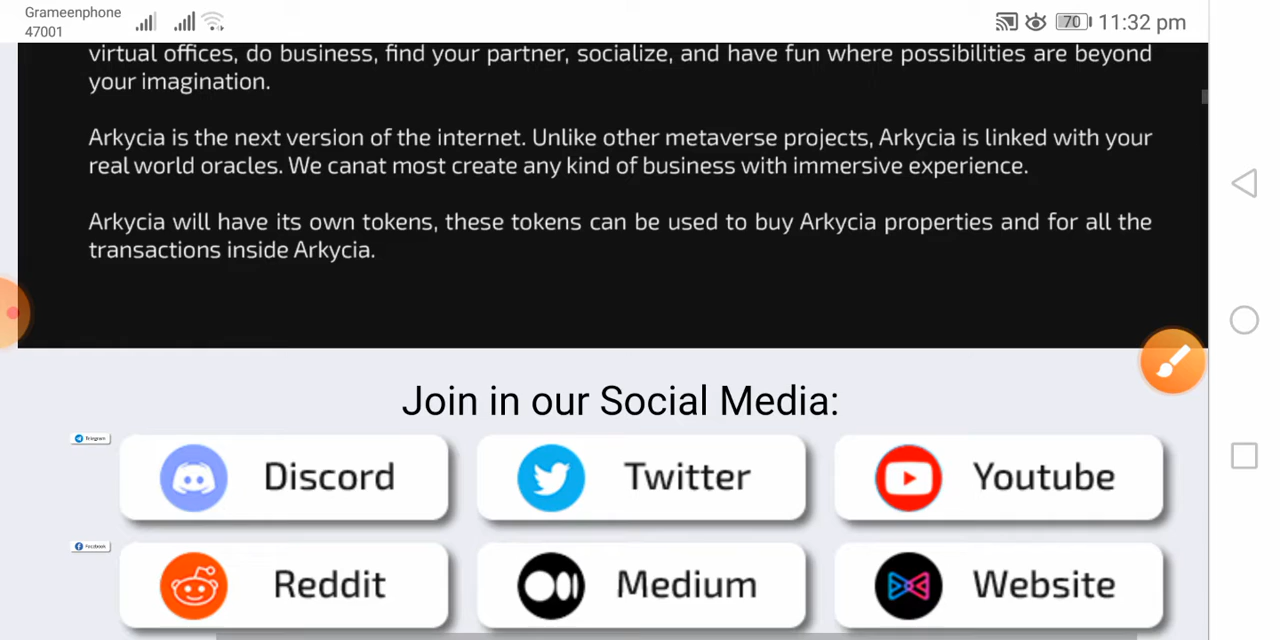 Grameenphone
47001
70 11:32 pm
virtual offices, do business, find your partner, socialize, and have fun where possibilities are beyond
your imagination.
Arkycia is the next version of the internet. Unlike other metaverse projects, Arkycia is linked with your
real world oracles. We canat most create any kind of business with immersive experience.
Arkycia will have its own tokens, these tokens can be used to buy Arkycia properties and for all the
transactions inside Arkycia.
Join in our Social Media:
Telegram
Discord Twitter Youtube
Facebook
Reddit Medium Website